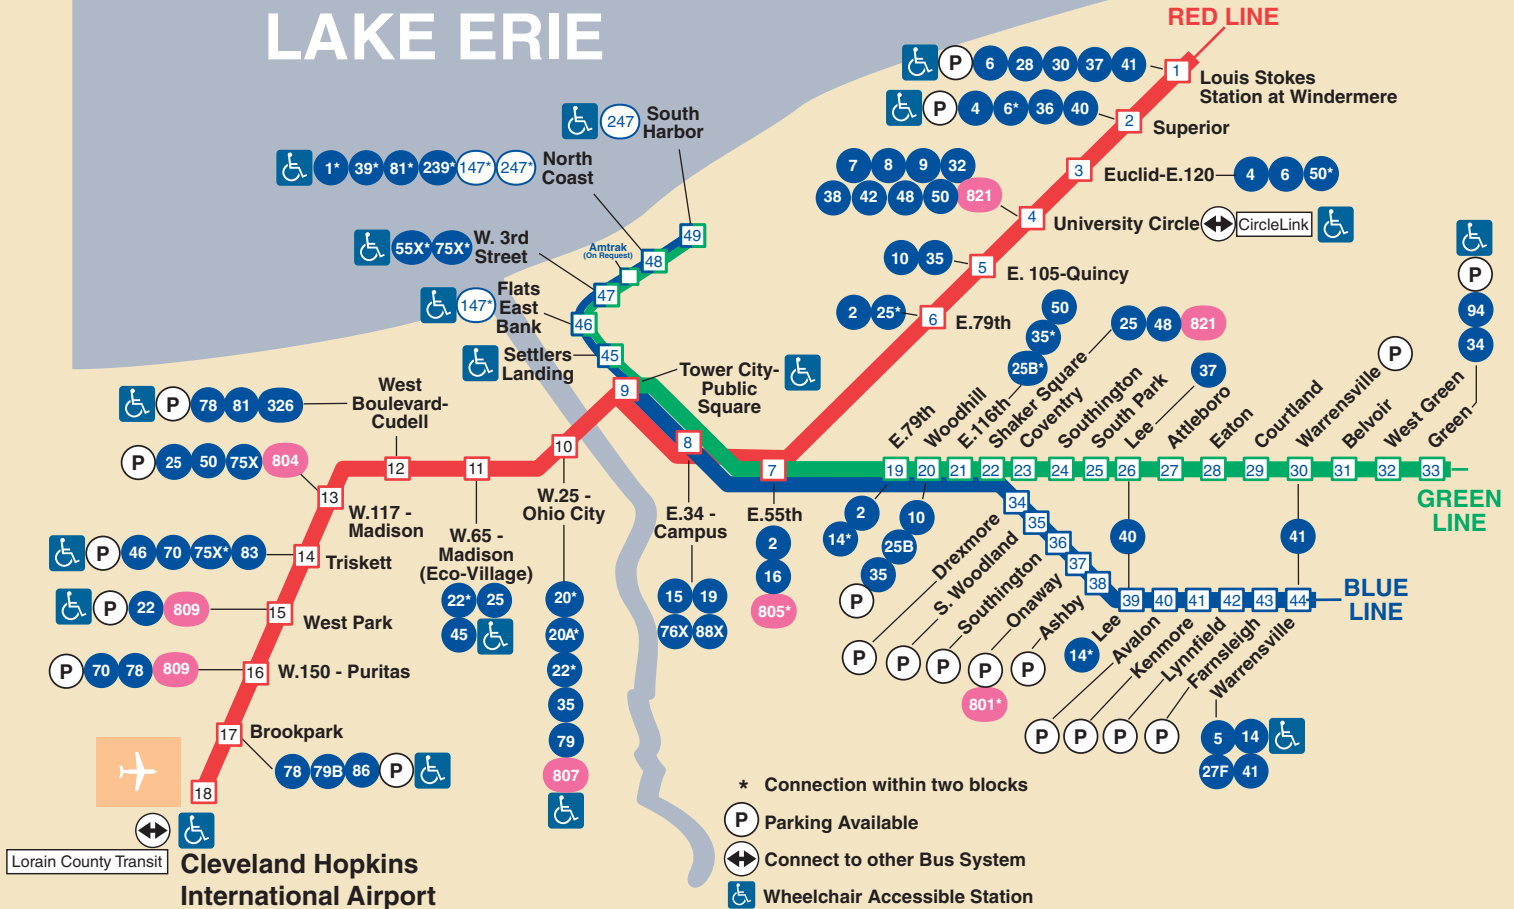 LAKE ERIE
RED LINE
P 6 28 30 37 41
1
Louis Stokes
Station at Windermere
P 4 6* 36 40
2
Superior
3
Euclid-E.120
4 6 50*
7 8 9 32
38 42 48 50 821
4
University Circle
CircleLink
10 35
5
E. 105-Quincy
2 25*
6
E.79th
247
South
Harbor
49
1* 39* 81* 239* 147* 247*
North
Coast
48
Amtrak
(On Request)
55X* 75X*
W. 3rd
Street
47
147*
Flats
East
Bank
46
Settlers
Landing
45
Tower City-
Public
Square
9
8
7
P 78 81 326
West
Boulevard-
Cudell
12
11
10
P 25 50 75X 804
13
W.117 -
Madison
P 46 70 75X* 83
14
Triskett
P 22 809
15
West Park
P 70 78 809
16
W.150 - Puritas
17
Brookpark
78 79B 86 P
18
Lorain County Transit
Cleveland Hopkins
International Airport
W.65 -
Madison
(Eco-Village)
22* 25
45
W.25 -
Ohio City
20*
20A*
22*
35
79
807
E.34 -
Campus
15 19
76X 88X
E.55th
2
16
805*
50
35*
25B*
25 48 821
37
P
P
94
34
E.79th
Woodhill
E.116th
Shaker Square
Coventry
Southington
South Park
Lee
Attleboro
Eaton
Courtland
Warrensville
Belvoir
West Green
Green
19 20 21 22 23 24 25 26 27 28 29 30 31 32 33
GREEN
LINE
2
14*
10
25B
35
P
40
41
34
35
36
37
38
39 40 41 42 43 44
BLUE
LINE
Drexmore
S. Woodland
Southington
Onaway
Ashby
Lee
Avalon
Kenmore
Lynnfield
Farnsleigh
Warrensville
14*
P P P P P
801*
P P P P
5 14
27F 41
* Connection within two blocks
P Parking Available
Connect to other Bus System
Wheelchair Accessible Station